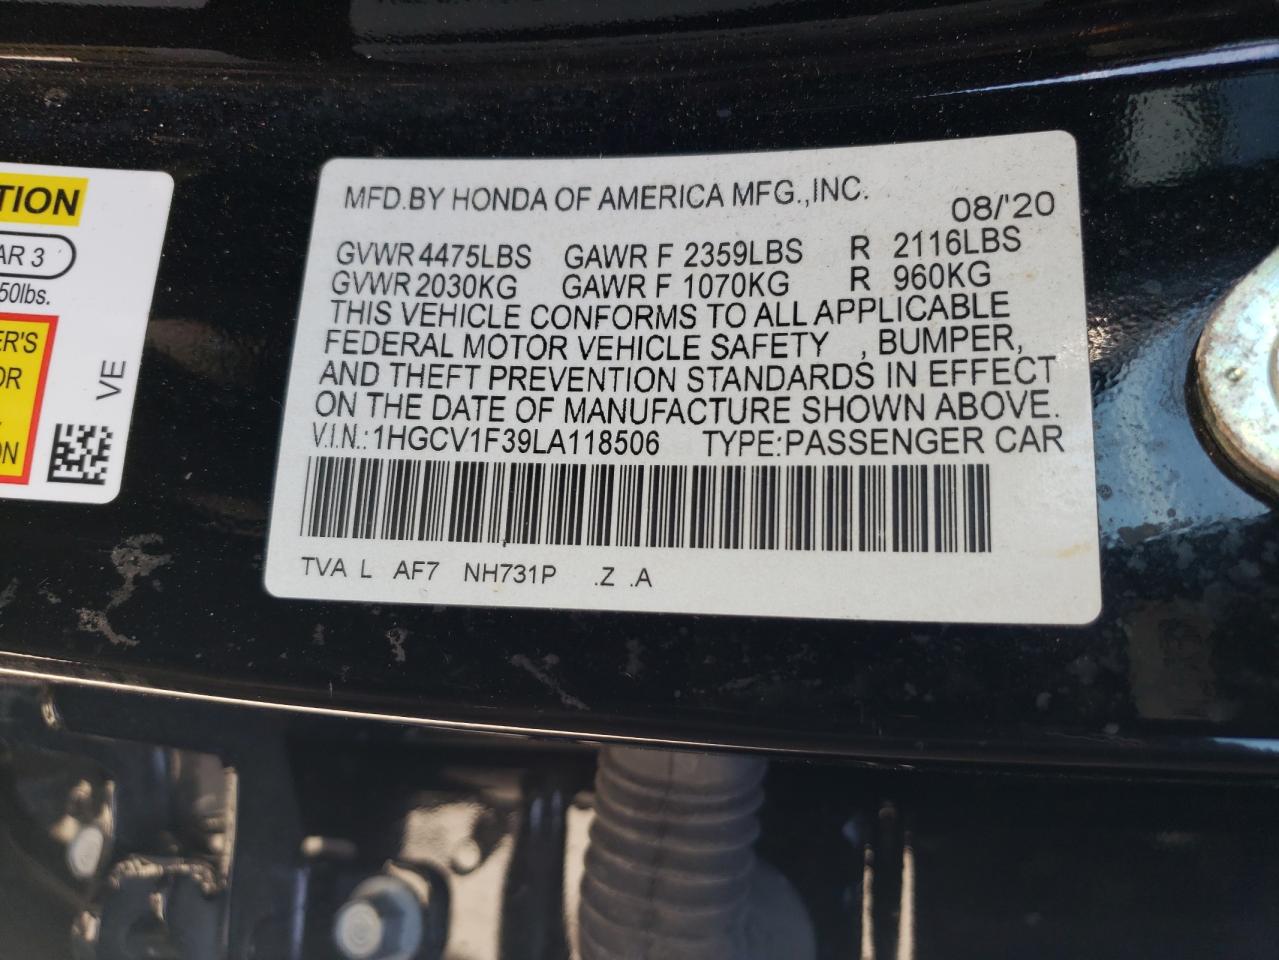 TION
AR 3
50lbs.
ER'S
OR
ON
VE
MFD.BY HONDA OF AMERICA MFG.,INC.
08/'20
GVWR 4475LBS GAWR F 2359LBS R 2116LBS
GVWR 2030KG GAWR F 1070KG R 960KG
THIS VEHICLE CONFORMS TO ALL APPLICABLE
FEDERAL MOTOR VEHICLE SAFETY , BUMPER,
AND THEFT PREVENTION STANDARDS IN EFFECT
ON THE DATE OF MANUFACTURE SHOWN ABOVE.
V.I.N.:1HGCV1F39LA118506 TYPE:PASSENGER CAR
TVA L AF7 NH731P .Z .A